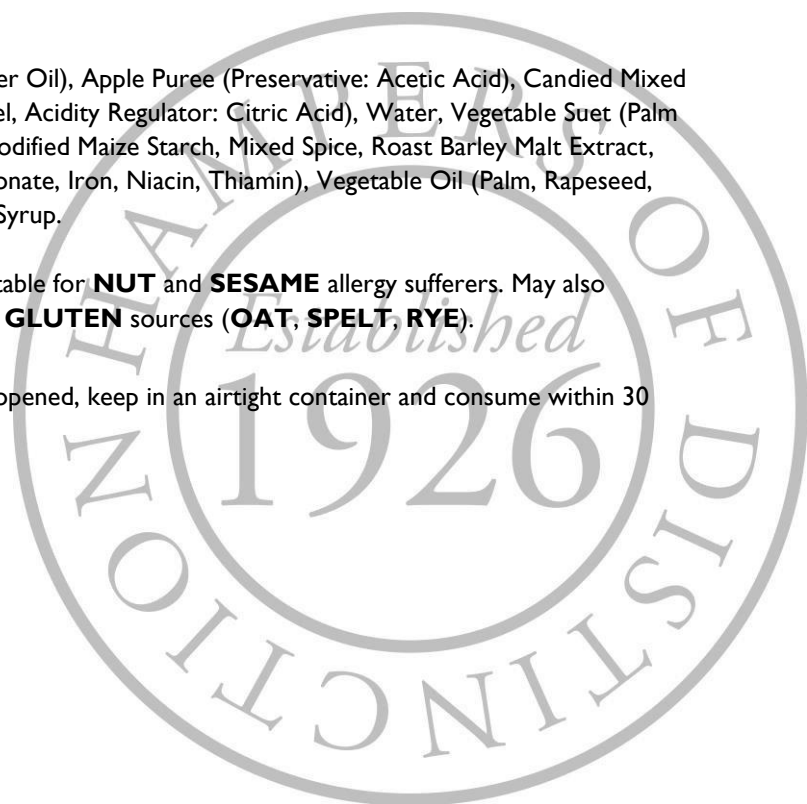 er Oil), Apple Puree (Preservative: Acetic Acid), Candied Mixed
el, Acidity Regulator: Citric Acid), Water, Vegetable Suet (Palm
odified Maize Starch, Mixed Spice, Roast Barley Malt Extract,
onate, Iron, Niacin, Thiamin), Vegetable Oil (Palm, Rapeseed,
Syrup.
table for NUT and SESAME allergy sufferers. May also
GLUTEN sources (OAT, SPELT, RYE).
opened, keep in an airtight container and consume within 30
HAMPERS OF DISTINCTION
Established
1926